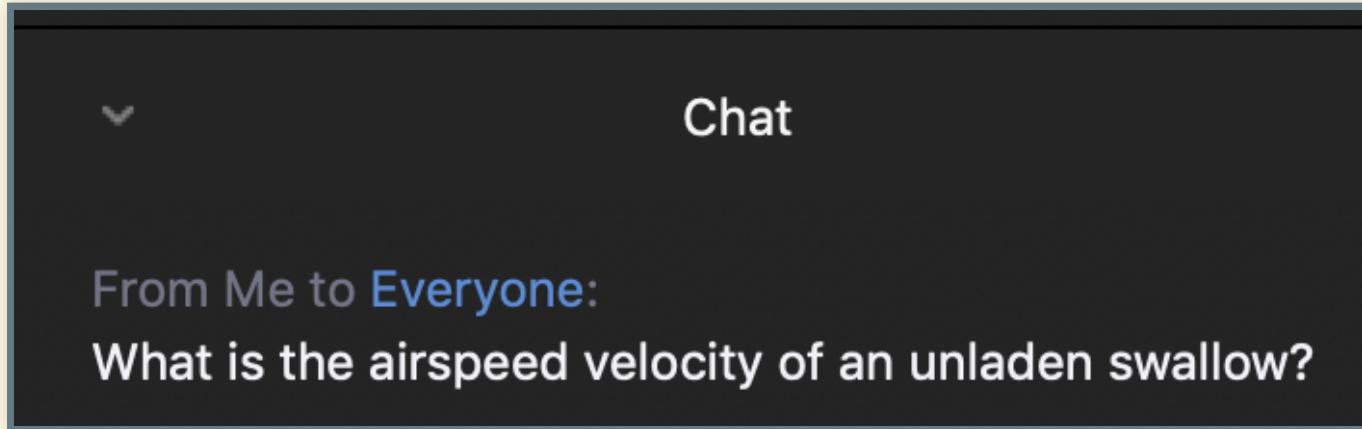 Chat
From Me to Everyone:
What is the airspeed velocity of an unladen swallow?